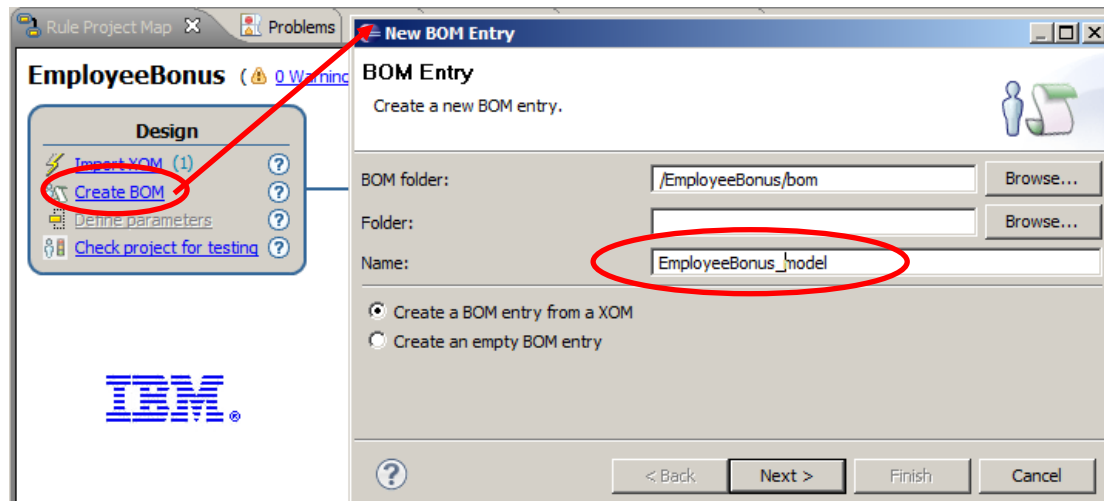 Rule Project Map
Problems
EmployeeBonus ( 0 Warning
Design
Import XOM (1)
Create BOM
Define parameters
Check project for testing
IBM®
New BOM Entry
BOM Entry
Create a new BOM entry.
BOM folder: /EmployeeBonus/bom Browse...
Folder: Browse...
Name: EmployeeBonus_model
Create a BOM entry from a XOM
Create an empty BOM entry
< Back Next > Finish Cancel